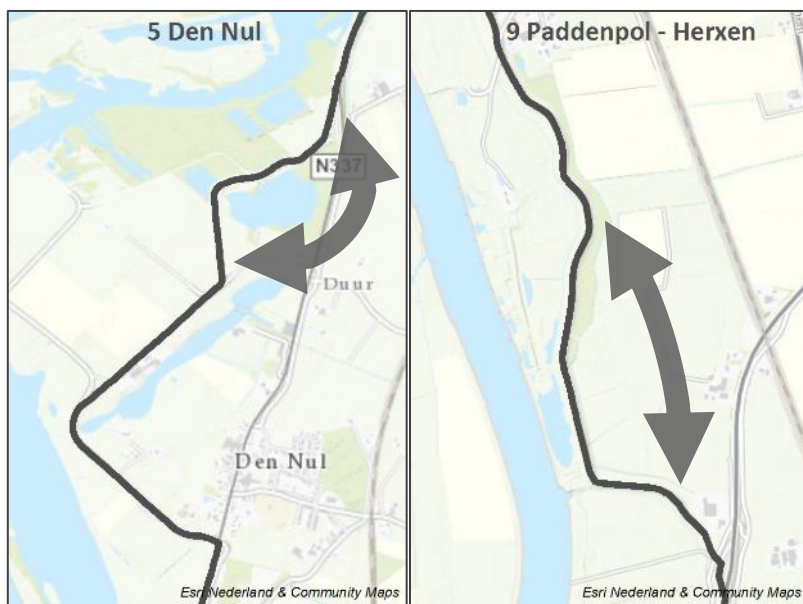 5 Den Nul
N337
Duur
Den Nul
Esri Nederland & Community Maps
9 Paddenpol - Herxen
Esri Nederland & Community Maps